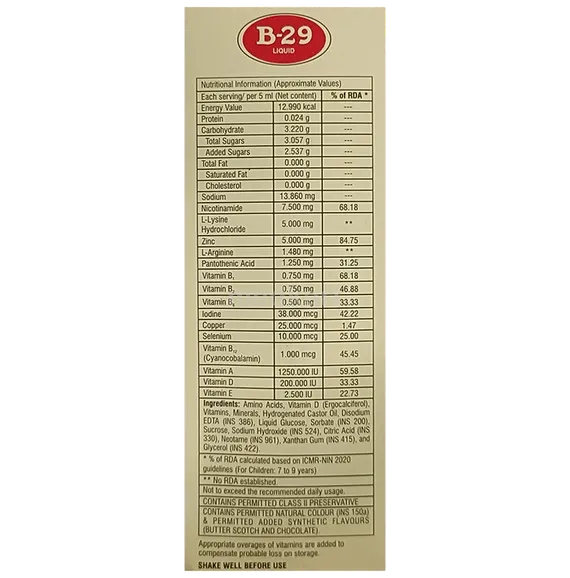 B-29
LIQUID
Nutritional Information (Approximate Values)
Each serving/ per 5 ml (Net content) % of RDA *
Energy Value 12.990 kcal ---
Protein 0.024 g ---
Carbohydrate 3.220 g ---
Total Sugars 3.057 g ---
Added Sugars 2.537 g ---
Total Fat 0.000 g ---
Saturated Fat 0.000 g ---
Cholesterol 0.000 g ---
Sodium 13.860 mg ---
Nicotinamide 7.500 mg 68.18
L-Lysine
Hydrochloride 5.000 mg **
Zinc 5.000 mg 84.75
L-Arginine 1.480 mg **
Pantothenic Acid 1.250 mg 31.25
Vitamin B₁ 0.750 mg 68.18
Vitamin B₂ 0.750 mg 46.88
Vitamin B₆ 0.500 mg 33.33
Iodine 38.000 mcg 42.22
Copper 25.000 mcg 1.47
Selenium 10.000 mcg 25.00
Vitamin B₁₂
(Cyanocobalamin) 1.000 mcg 45.45
Vitamin A 1250.000 IU 59.58
Vitamin D 200.000 IU 33.33
Vitamin E 2.500 IU 22.73
Ingredients: Amino Acids, Vitamin D (Ergocalciferol),
Vitamins, Minerals, Hydrogenated Castor Oil, Disodium
EDTA (INS 386), Liquid Glucose, Sorbate (INS 200),
Sucrose, Sodium Hydroxide (INS 524), Citric Acid (INS
330), Neotame (INS 961), Xanthan Gum (INS 415), and
Glycerol (INS 422).
* % of RDA calculated based on ICMR-NIN 2020
guidelines (For Children: 7 to 9 years)
** No RDA established
Not to exceed the recommended daily usage.
CONTAINS PERMITTED CLASS II PRESERVATIVE
CONTAINS PERMITTED NATURAL COLOUR (INS 150a)
& PERMITTED ADDED SYNTHETIC FLAVOURS
(BUTTER SCOTCH AND CHOCOLATE).
Appropriate overages of vitamins are added to
compensate probable loss on storage.
SHAKE WELL BEFORE USE